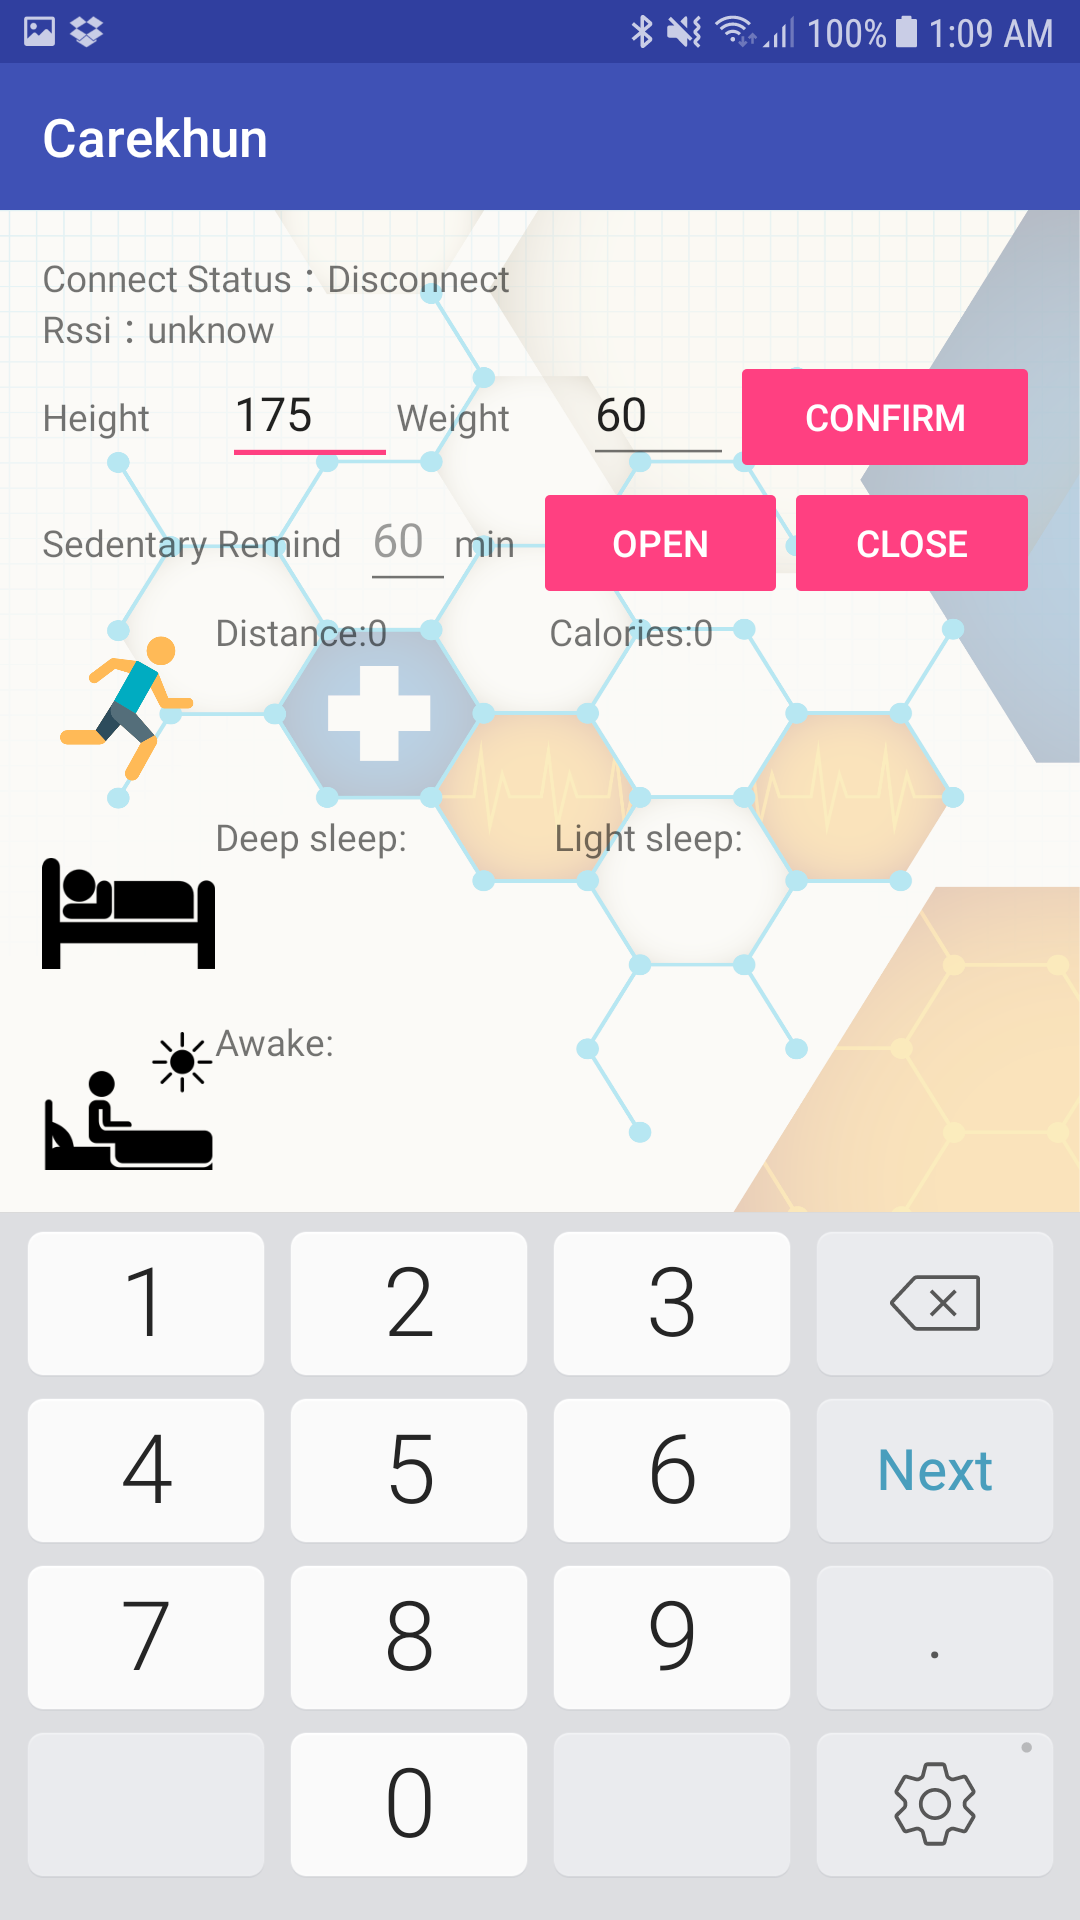 100% 1:09 AM
Carekhun
Connect Status：Disconnect
Rssi：unknow
Height 175 Weight 60 CONFIRM
Sedentary Remind 60 min OPEN CLOSE
Distance:0 Calories:0
Deep sleep: Light sleep:
Awake:
1 2 3
4 5 6 Next
7 8 9 .
0